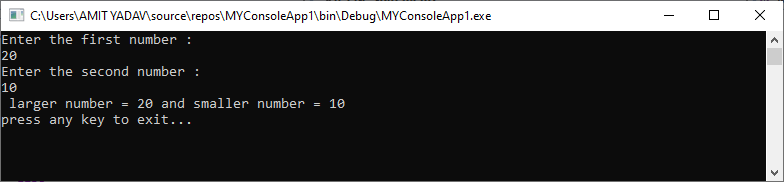 C:\Users\AMIT YADAV\source\repos\MYConsoleApp1\bin\Debug\MYConsoleApp1.exe
Enter the first number :
20
Enter the second number :
10
 larger number = 20 and smaller number = 10
press any key to exit...